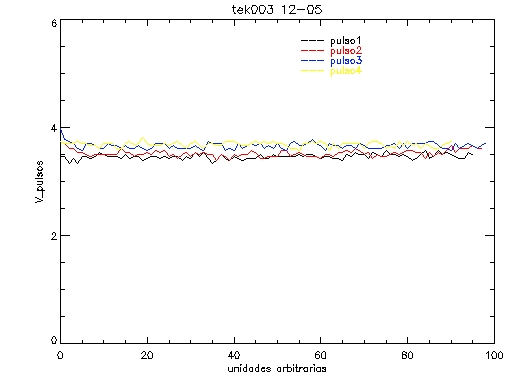 tek003 12-05
6
pulso1
pulso2
pulso3
pulso4
4
V_pulsos
2
0
0 20 40 60 80 100
unidades arbitrarias